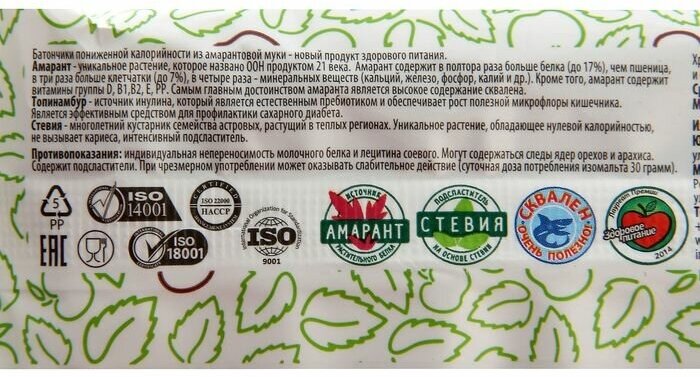 Батончики пониженной калорийности из амарантовой муки - новый продукт здорового питания.
Амарант - уникальное растение, которое названо ООН продуктом 21 века. Амарант содержит в полтора раза больше белка (до 17%), чем пшеница,
в три раза больше клетчатки (до 7%), в четыре раза - минеральных веществ (кальций, железо, фосфор, калий и др.). Кроме того, амарант содержит
витамины группы D, B1,B2, E, PP. Самым главным достоинством амаранта является высокое содержание сквалена.
Топинамбур - источник инулина, который является естественным пребиотиком и обеспечивает рост полезной микрофлоры кишечника.
Является эффективным средством для профилактики сахарного диабета.
Стевия - многолетний кустарник семейства астровых, растущий в теплых регионах. Уникальное растение, обладающее нулевой калорийностью,
не вызывает кариеса, интенсивный подсластитель.
Противопоказания: индивидуальная непереносимость молочного белка и лецитина соевого. Могут содержаться следы ядер орехов и арахиса.
Содержит подсластители. При чрезмерном употреблении может оказывать слабительное действие (суточная доза потребления изомальта 30 грамм).
5
PP
ISO
14001
CERTIFIED
ISO 22000
HACCP
EAC
ISO
18001
International Organization for Standardization
ISO
9001
ИСТОЧНИК
АМАРАНТ
РАСТИТЕЛЬНОГО БЕЛКА
ПОДСЛАСТИТЕЛЬ
СТЕВИЯ
НА ОСНОВЕ СТЕВИИ
СКВАЛЕН
ОЧЕНЬ ПОЛЕЗНО!
Лауреат Премии
Здоровое
питание
2014